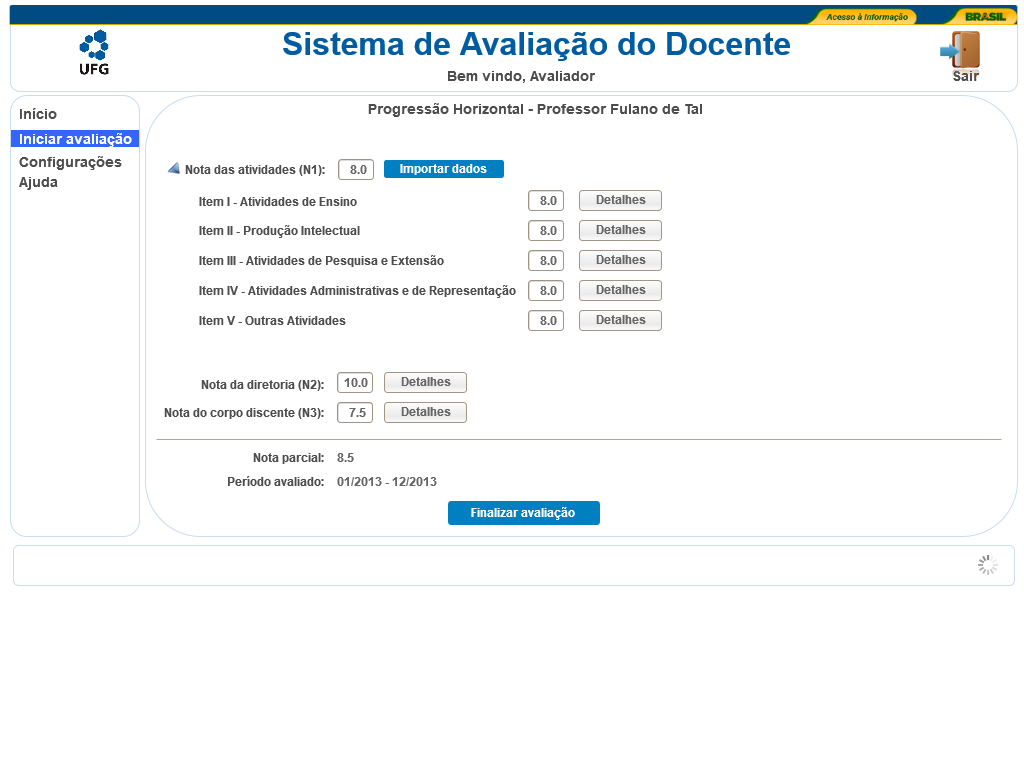 Acesso à Informação BRASIL
UFG
Sistema de Avaliação do Docente
Bem vindo, Avaliador
Sair
Início
Iniciar avaliação
Configurações
Ajuda
Progressão Horizontal - Professor Fulano de Tal
Nota das atividades (N1): 8.0 Importar dados
Item I - Atividades de Ensino 8.0 Detalhes
Item II - Produção Intelectual 8.0 Detalhes
Item III - Atividades de Pesquisa e Extensão 8.0 Detalhes
Item IV - Atividades Administrativas e de Representação 8.0 Detalhes
Item V - Outras Atividades 8.0 Detalhes
Nota da diretoria (N2): 10.0 Detalhes
Nota do corpo discente (N3): 7.5 Detalhes
Nota parcial: 8.5
Período avaliado: 01/2013 - 12/2013
Finalizar avaliação